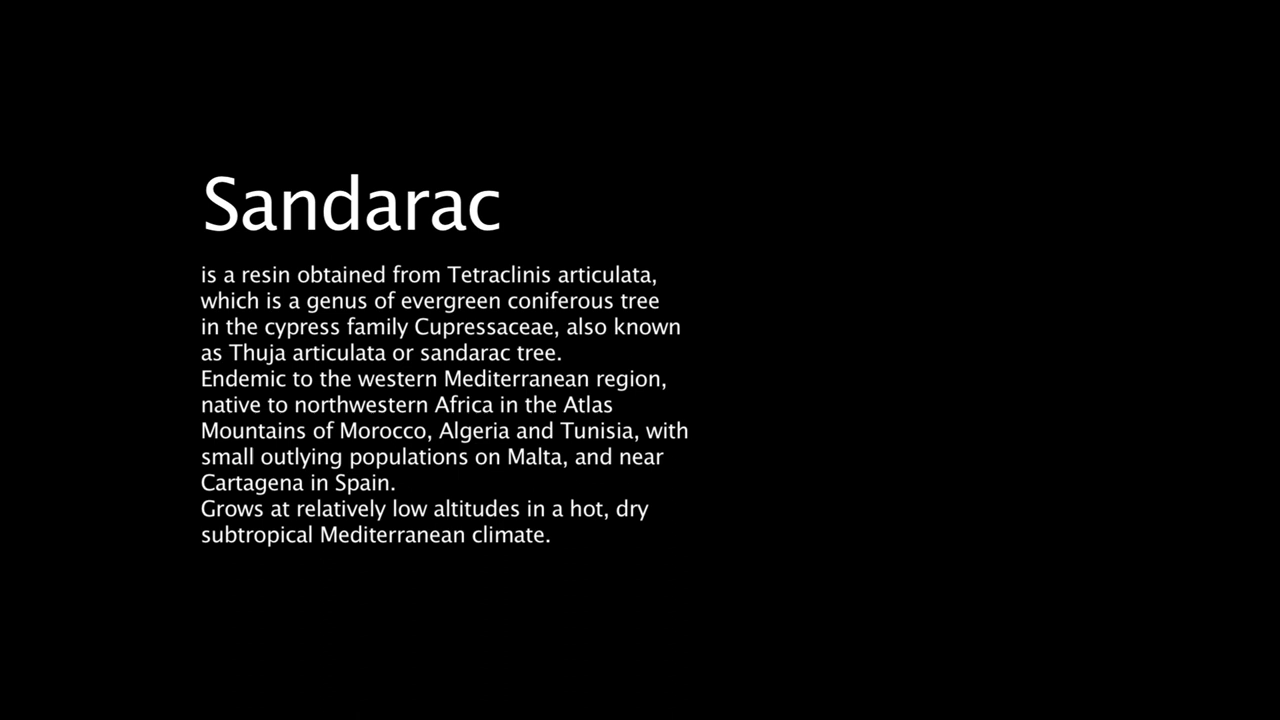 Sandarac
is a resin obtained from Tetraclinis articulata,
which is a genus of evergreen coniferous tree
in the cypress family Cupressaceae, also known
as Thuja articulata or sandarac tree.
Endemic to the western Mediterranean region,
native to northwestern Africa in the Atlas
Mountains of Morocco, Algeria and Tunisia, with
small outlying populations on Malta, and near
Cartagena in Spain.
Grows at relatively low altitudes in a hot, dry
subtropical Mediterranean climate.